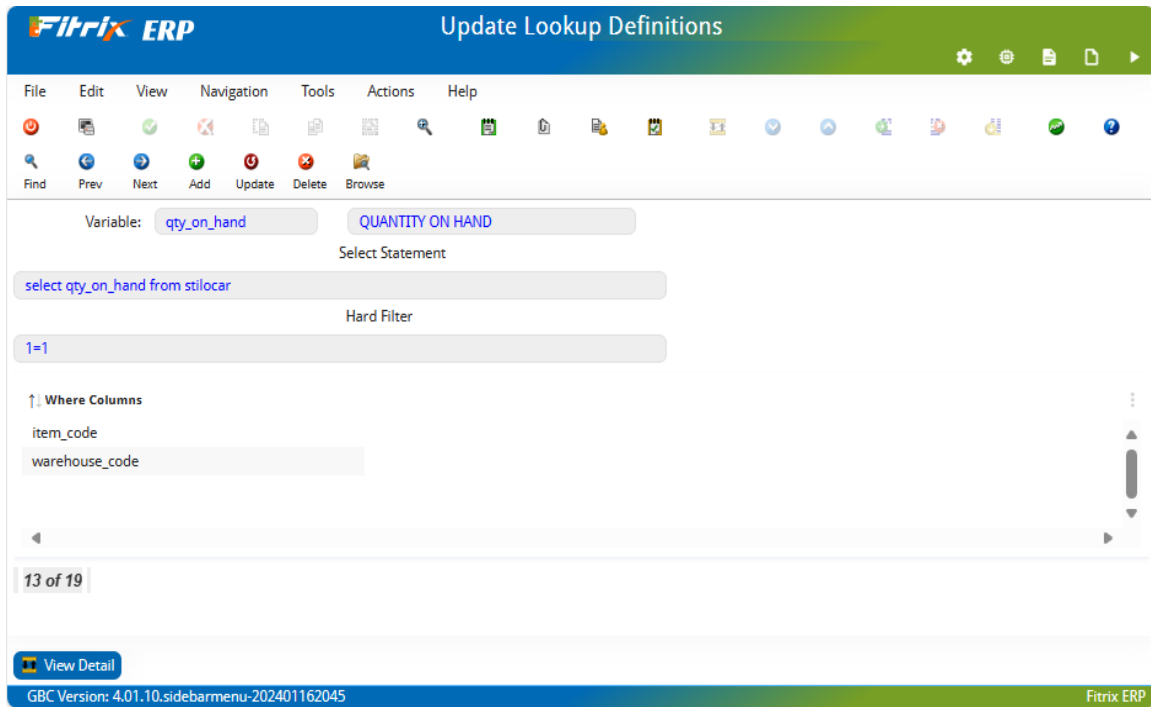 Fitrix ERP
Update Lookup Definitions
File Edit View Navigation Tools Actions Help
Find Prev Next Add Update Delete Browse
Variable: qty_on_hand QUANTITY ON HAND
Select Statement
select qty_on_hand from stilocar
Hard Filter
1=1
Where Columns
item_code
warehouse_code
13 of 19
View Detail
GBC Version: 4.01.10.sidebarmenu-202401162045 Fitrix ERP